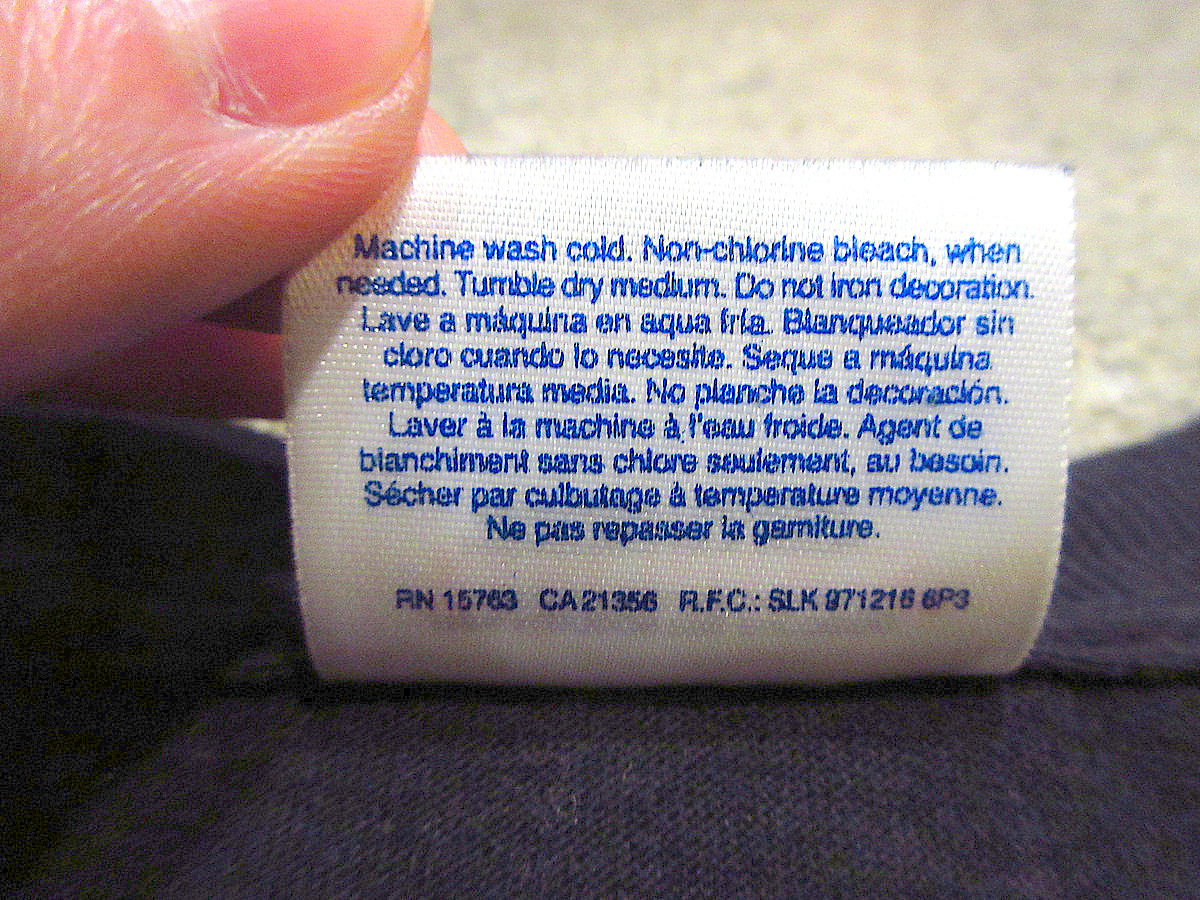 Machine wash cold. Non-chlorine bleach, when
needed. Tumble dry medium. Do not iron decoration.
Lave a máquina en aqua fría. Blanqueador sin
cloro cuando lo necesite. Seque a máquina
temperatura media. No planche la decoración.
Laver à la machine à l'eau froide. Agent de
blanchiment sans chlore seulement, au besoin.
Sécher par culbutage à temperature moyenne.
Ne pas repasser la garniture.
RN 15763 CA 21356 R.F.C.: SLK 971216 6P3